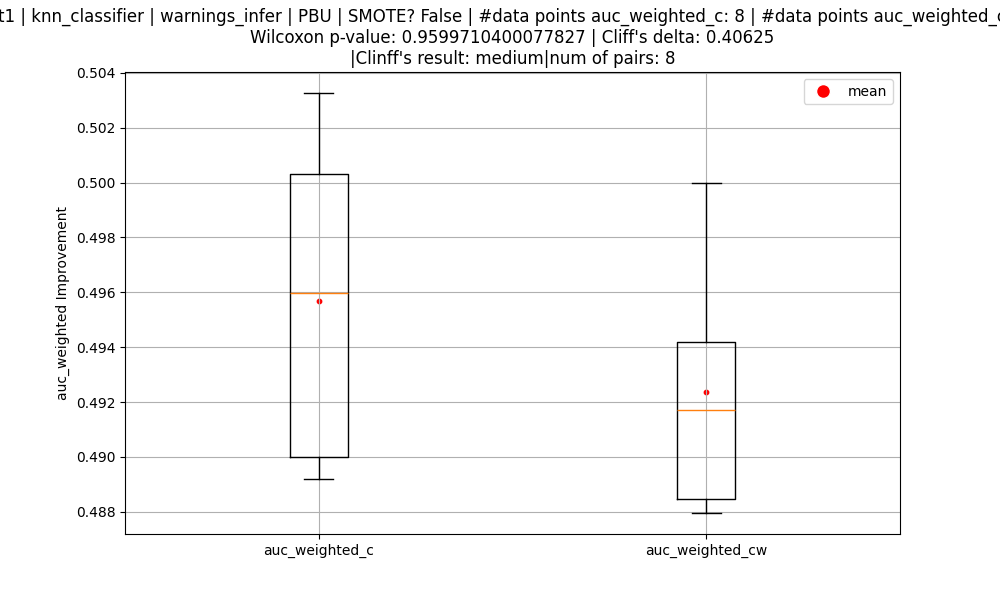 t1 | knn_classifier | warnings_infer | PBU | SMOTE? False | #data points auc_weighted_c: 8 | #data points auc_weighted_c
Wilcoxon p-value: 0.9599710400077827 | Cliff's delta: 0.40625
|Clinff's result: medium|num of pairs: 8
mean
auc_weighted Improvement
0.504
0.502
0.500
0.498
0.496
0.494
0.492
0.490
0.488
auc_weighted_c
auc_weighted_cw